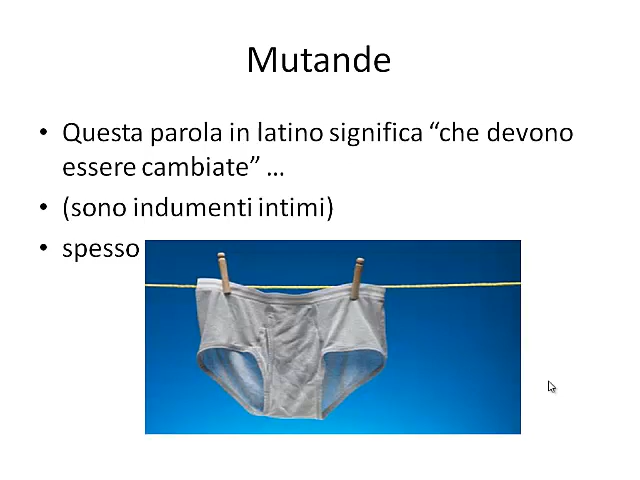 Mutande
• Questa parola in latino significa “che devono
essere cambiate” …
• (sono indumenti intimi)
• spesso